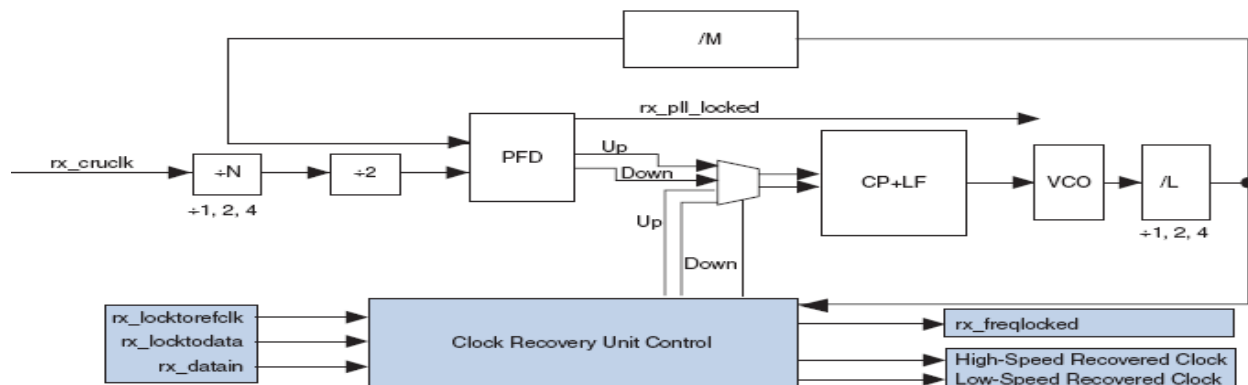 /M
rx_pll_locked
rx_cruclk
÷N
÷1, 2, 4
÷2
PFD
Up
Down
Up
Down
CP+LF
VCO
/L
÷1, 2, 4
rx_locktorefclk
rx_locktodata
rx_datain
Clock Recovery Unit Control
rx_freqlocked
High-Speed Recovered Clock
Low-Speed Recovered Clock